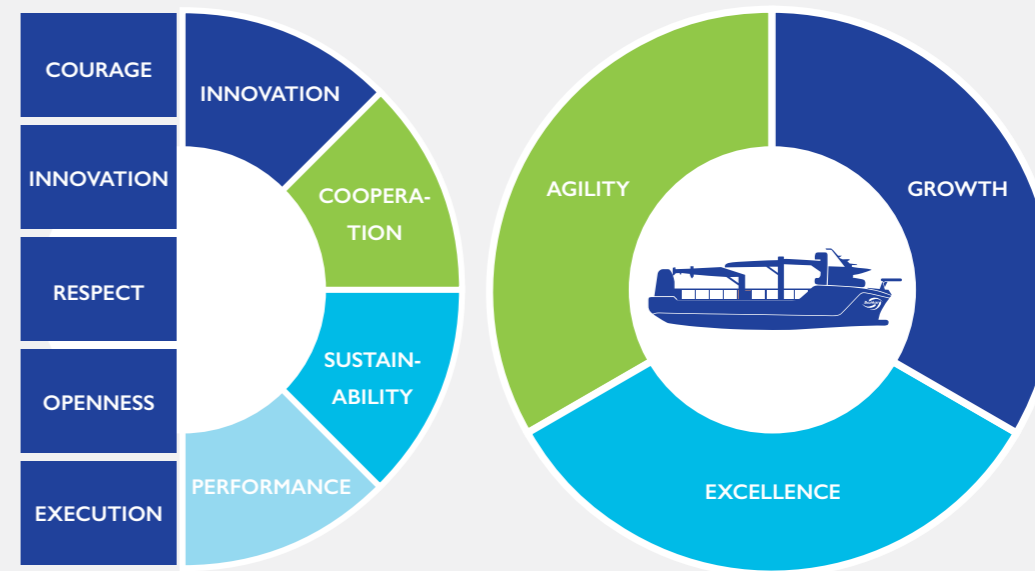 COURAGE
INNOVATION
RESPECT
OPENNESS
EXECUTION
INNOVATION
COOPERA-
TION
SUSTAIN-
ABILITY
PERFORMANCE
AGILITY
GROWTH
EXCELLENCE